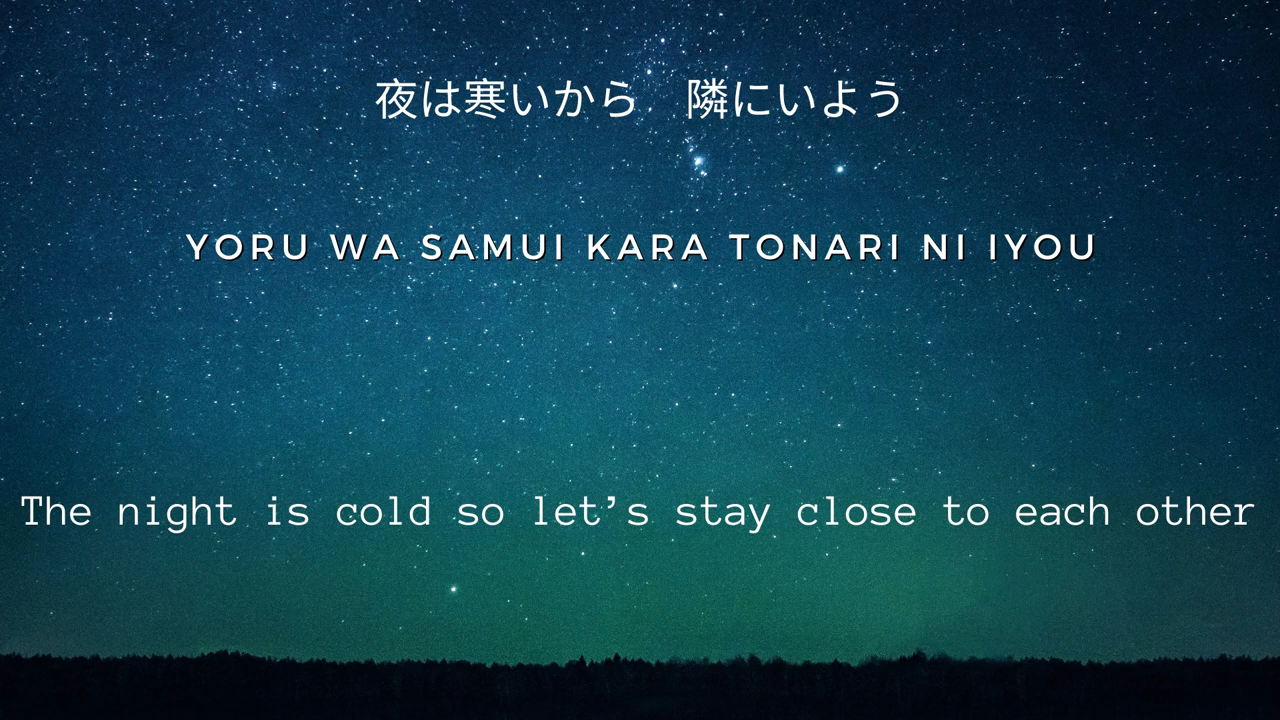 夜は寒いから　隣にいよう
YORU WA SAMUI KARA TONARI NI IYOU
The night is cold so let’s stay close to each other